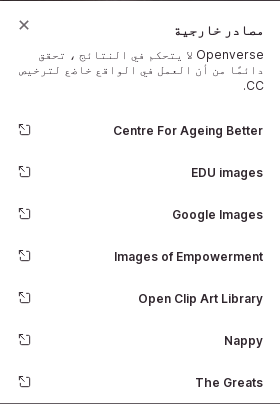 مصادر خارجية
Openverse لا يتحكم في النتائج ، تحقق
دائمًا من أن العمل في الواقع خاضع لترخيص
CC.
Centre For Ageing Better
EDU images
Google Images
Images of Empowerment
Open Clip Art Library
Nappy
The Greats